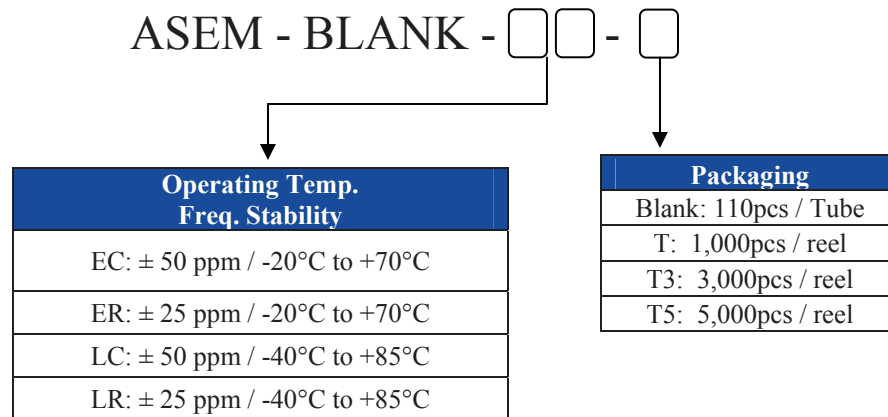 ASEM - BLANK - -
Operating Temp.
Freq. Stability
EC: ± 50 ppm / -20°C to +70°C
ER: ± 25 ppm / -20°C to +70°C
LC: ± 50 ppm / -40°C to +85°C
LR: ± 25 ppm / -40°C to +85°C
Packaging
Blank: 110pcs / Tube
T: 1,000pcs / reel
T3: 3,000pcs / reel
T5: 5,000pcs / reel